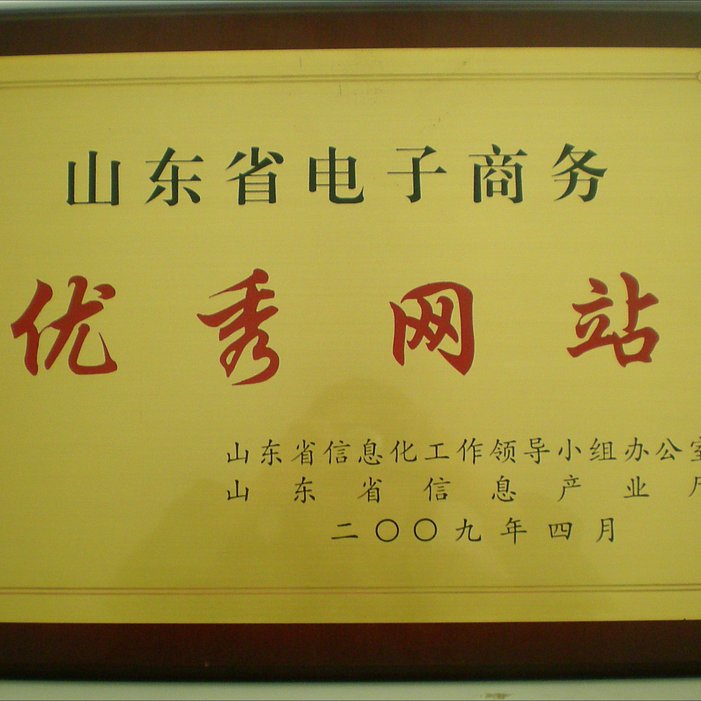 山东省电子商务
优秀网站
山东省信息化工作领导小组办公室
山东省信息产业厅
二〇〇九年四月